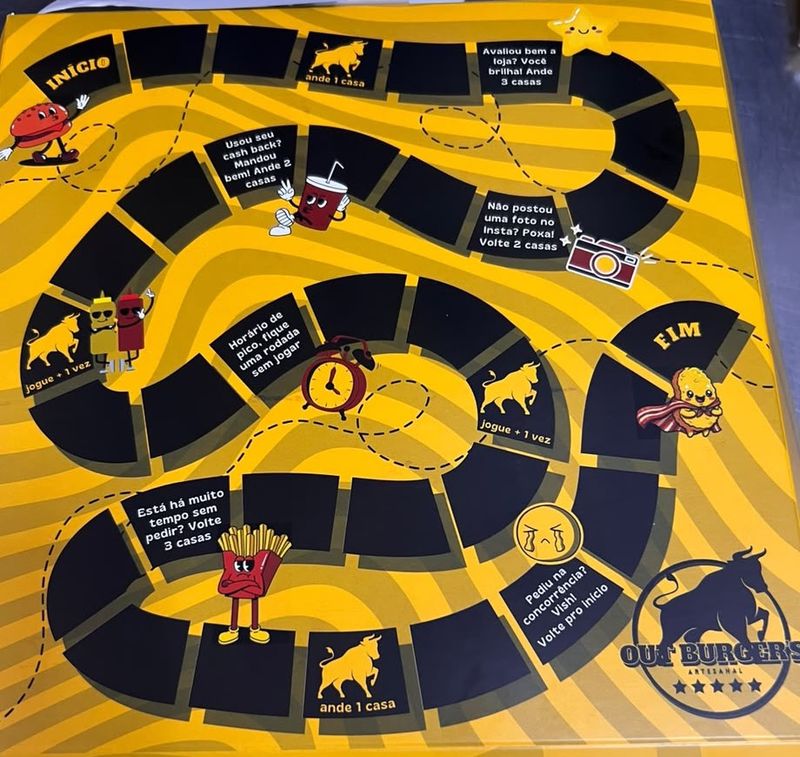 INÍCIO
ande 1 casa
Avaliou bem a
loja? Você
brilha! Ande
3 casas
Não postou
uma foto no
Insta? Poxa!
Volte 2 casas
Usou seu
cash back?
Mandou
bem! Ande 2
casas
jogue + 1 vez
Horário de
pico, fique
uma rodada
sem jogar
jogue + 1 vez
Está há muito
tempo sem
pedir? Volte
3 casas
ande 1 casa
Pediu na
concorrência?
Vish!
Volte pro início
FIM
OUT BURGER'S
ARTESANAL